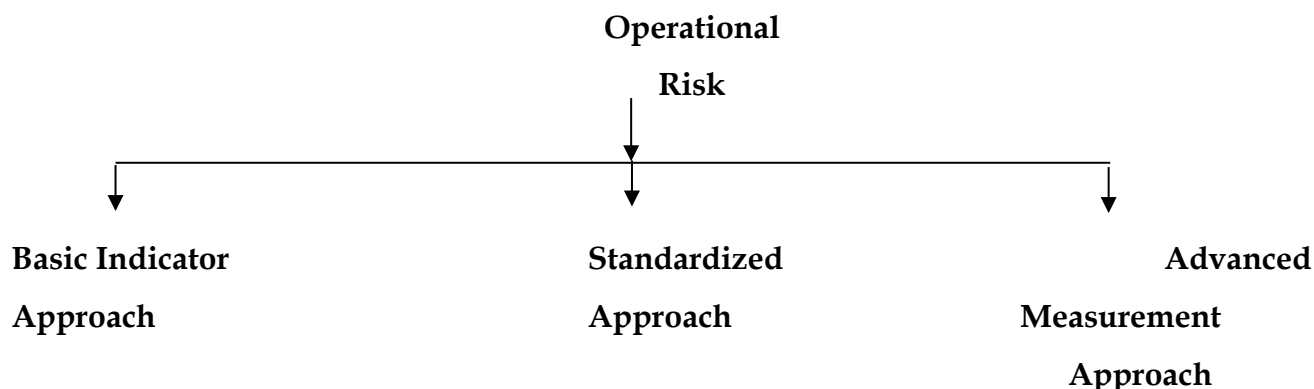 Operational
Risk
Basic Indicator
Approach
Standardized
Approach
Advanced
Measurement
Approach